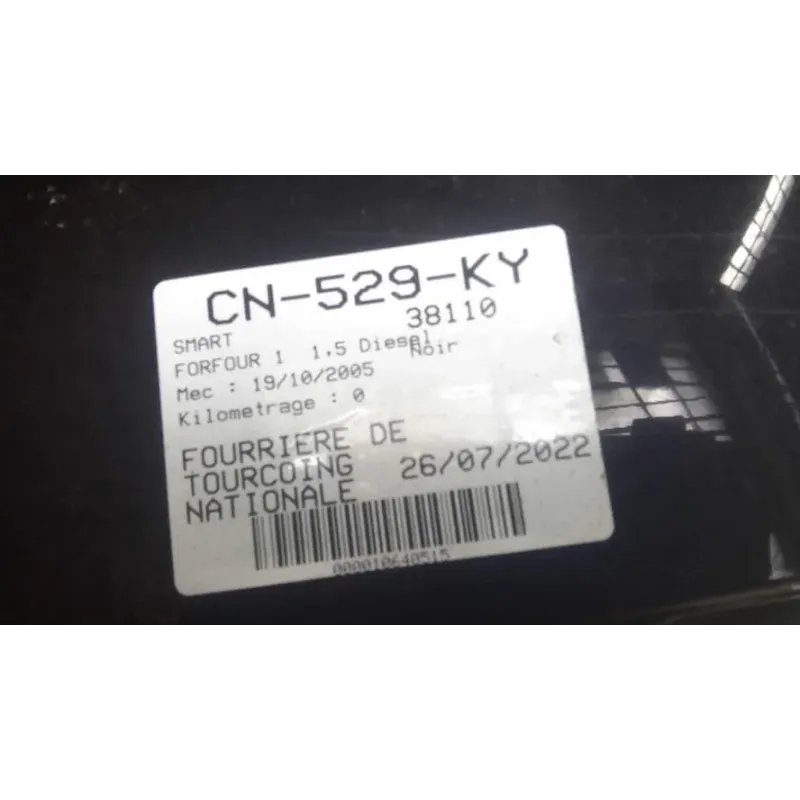 CN-529-KY
SMART 38110
FORFOUR 1 1.5 Diesel
Noir
Mec : 19/10/2005
Kilometrage : 0
FOURRIERE DE
TOURCOING 26/07/2022
NATIONALE
000010640515